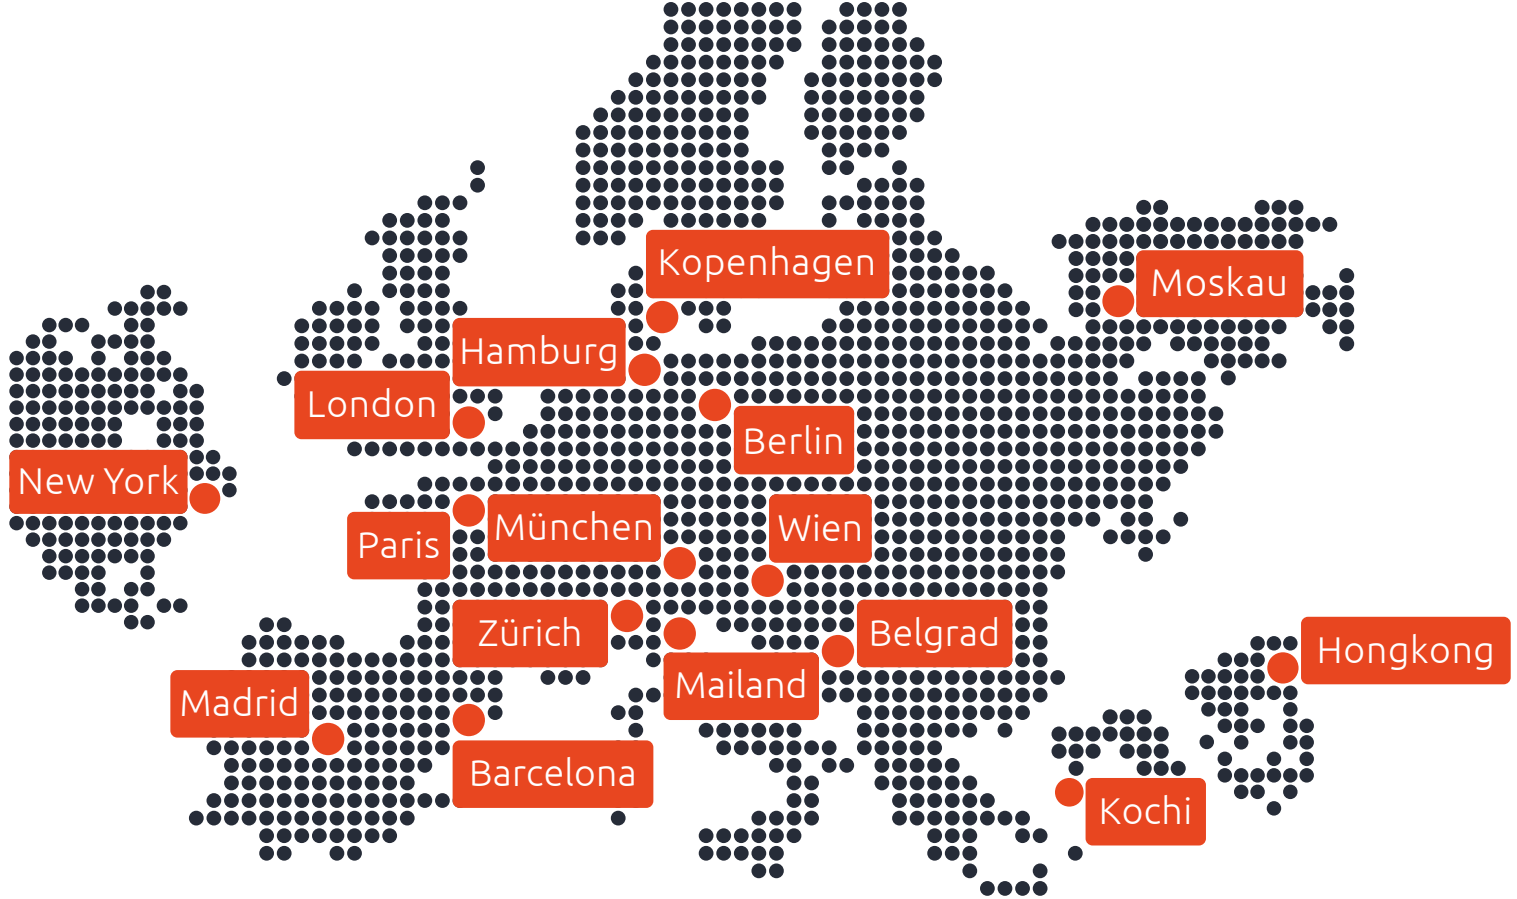 Kopenhagen
Moskau
Hamburg
London
Berlin
New York
München
Wien
Paris
Zürich
Belgrad
Hongkong
Mailand
Madrid
Barcelona
Kochi